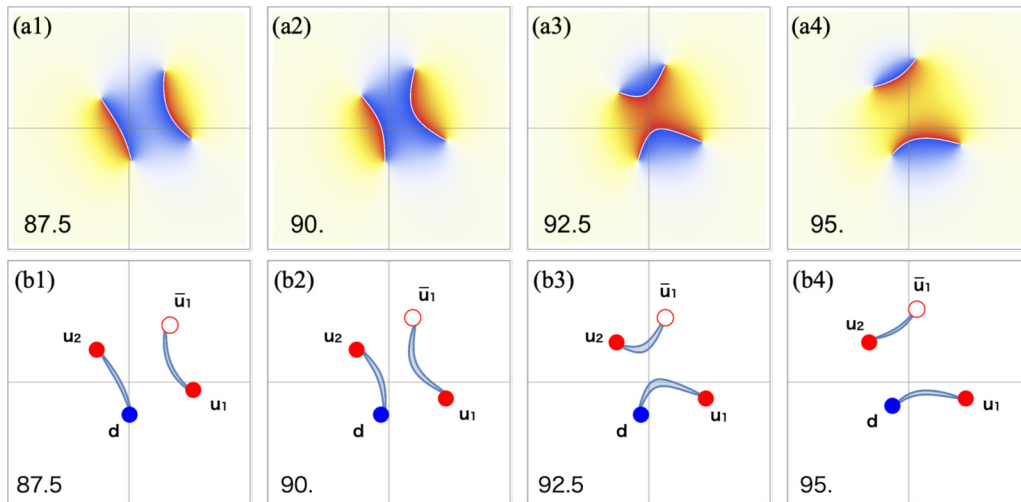 (a1)
87.5
(a2)
90.
(a3)
92.5
(a4)
95.
(b1)
ū₁
u₂
u₁
d
87.5
(b2)
ū₁
u₂
u₁
d
90.
(b3)
ū₁
u₂
u₁
d
92.5
(b4)
ū₁
u₂
d
u₁
95.